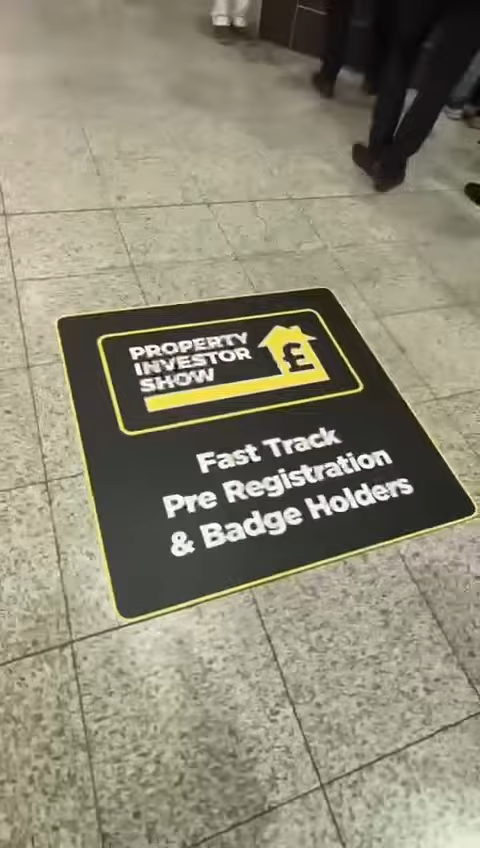 PROPERTY
INVESTOR
SHOW
£
Fast Track
Pre Registration
& Badge Holders